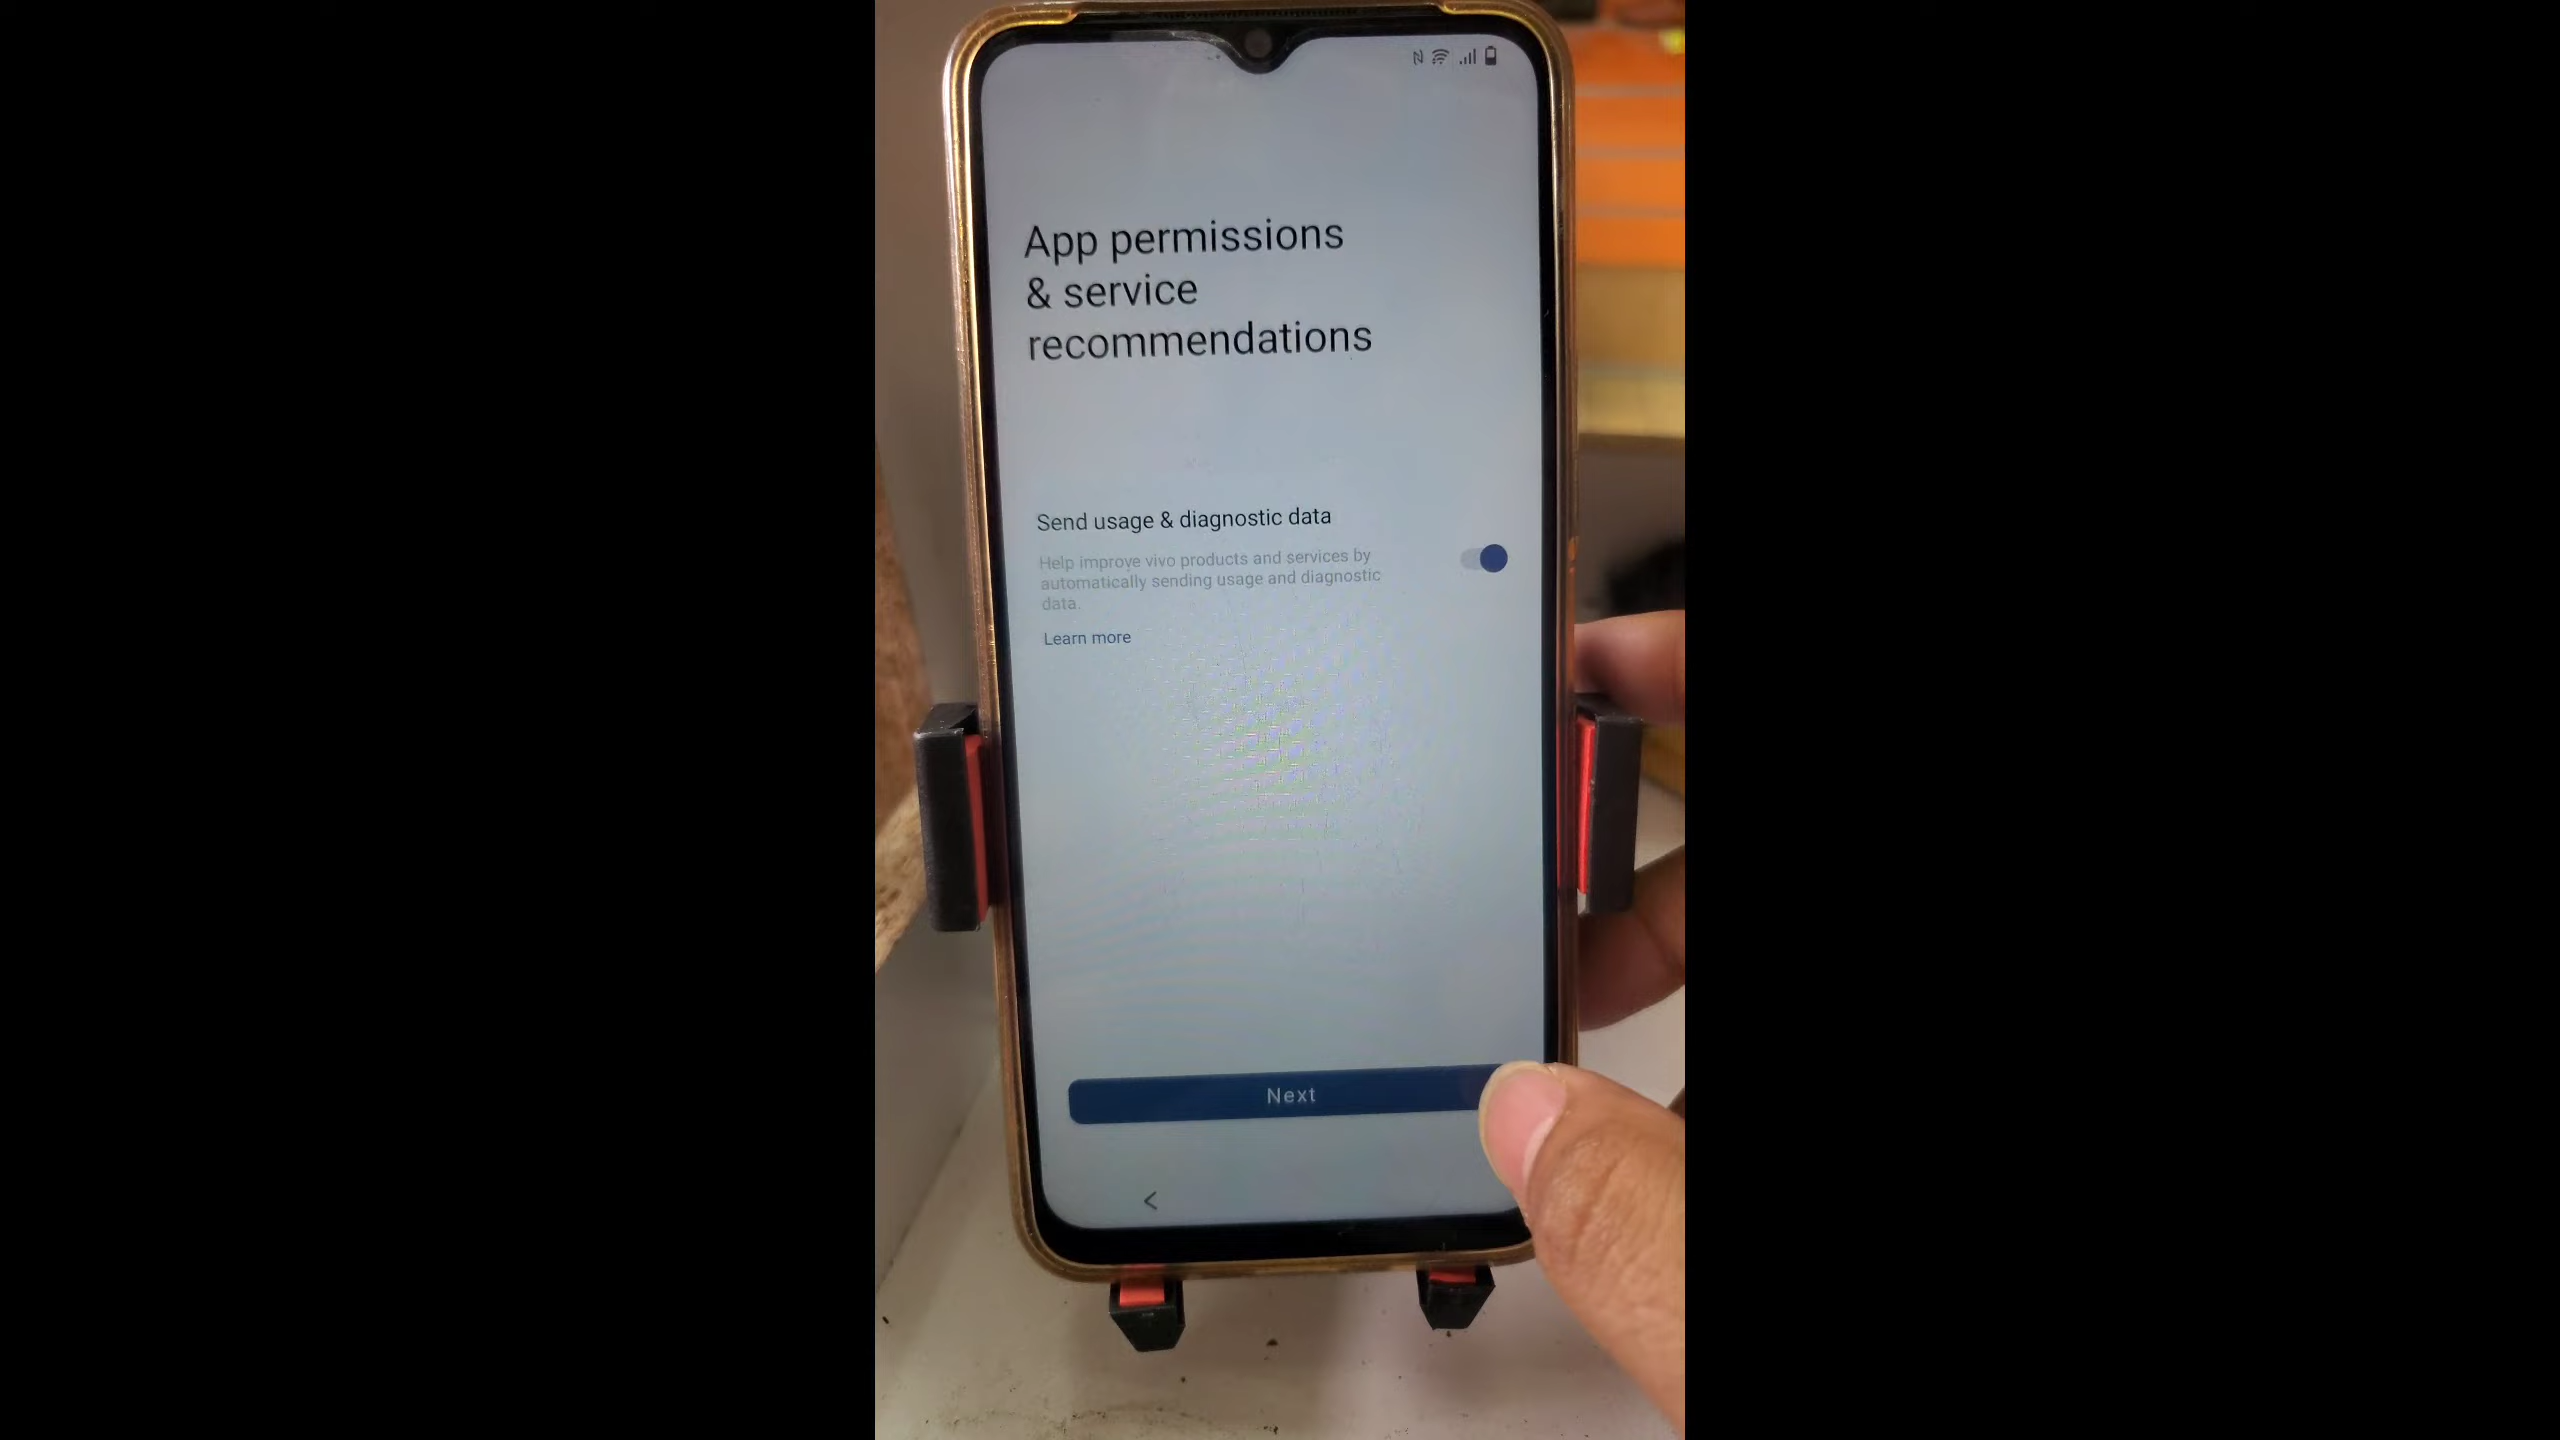 App permissions
& service
recommendations
Send usage & diagnostic data
Help improve vivo products and services by
automatically sending usage and diagnostic
data.
Learn more
Next